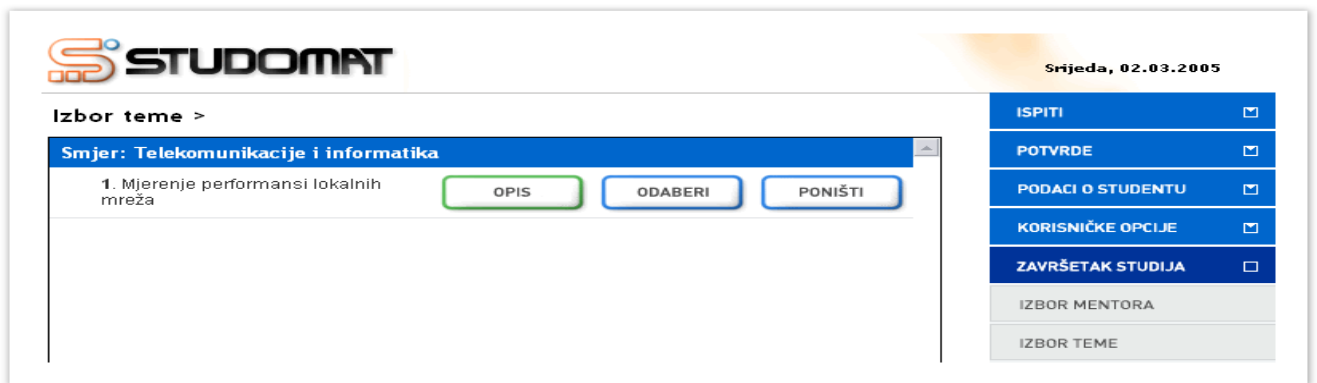 STUDOMAT
Srijeda, 02.03.2005
Izbor teme >
Smjer: Telekomunikacije i informatika
1. Mjerenje performansi lokalnih
mreža
OPIS
ODABERI
PONIŠTI
ISPITI
POTVRDE
PODACI O STUDENTU
KORISNIČKE OPCIJE
ZAVRŠETAK STUDIJA
IZBOR MENTORA
IZBOR TEME